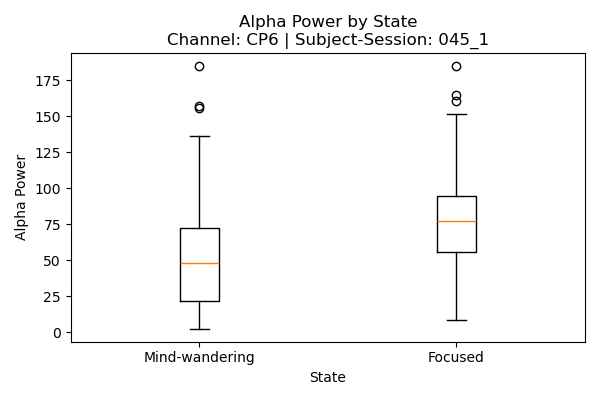 Alpha Power by State
Channel: CP6 | Subject-Session: 045_1
175
150
125
100
75
50
25
0
Alpha Power
Mind-wandering
Focused
State